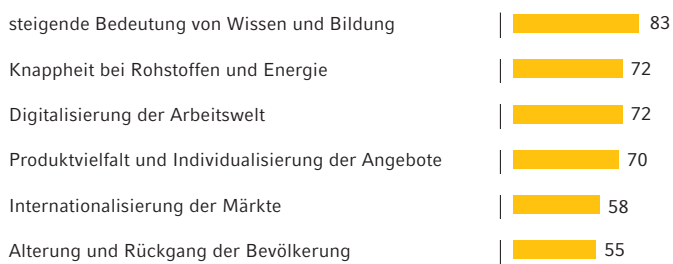 steigende Bedeutung von Wissen und Bildung 83
Knappheit bei Rohstoffen und Energie 72
Digitalisierung der Arbeitswelt 72
Produktvielfalt und Individualisierung der Angebote 70
Internationalisierung der Märkte 58
Alterung und Rückgang der Bevölkerung 55